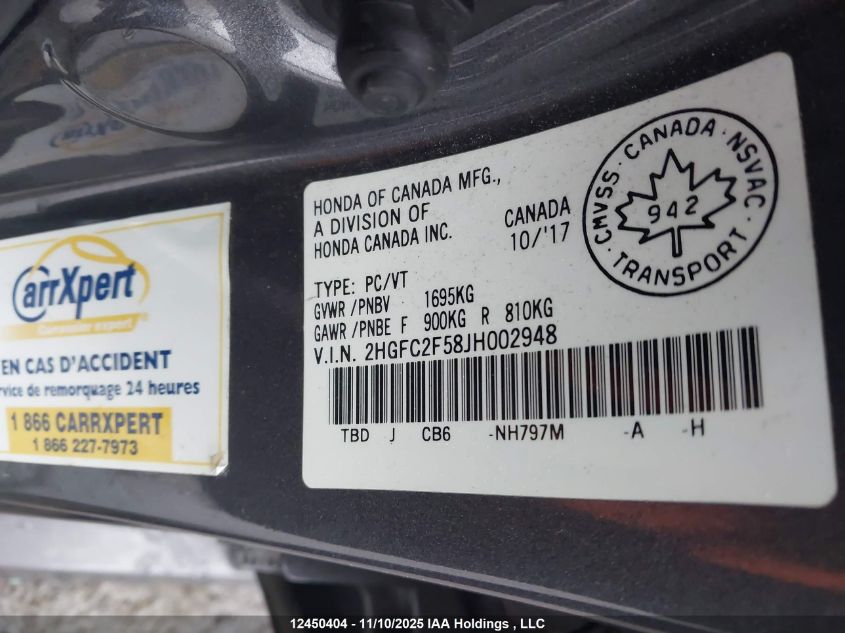 CarrXpert
Carrossier expert
EN CAS D'ACCIDENT
rvice de remorquage 24 heures
1 866 CARRXPERT
1 866 227-7973
HONDA OF CANADA MFG.,
A DIVISION OF
HONDA CANADA INC.
CANADA
10/'17
CMVSS · CANADA · NSVAC · TRANSPORT ·
942
TYPE: PC/VT
GVWR /PNBV 1695KG
GAWR /PNBE F 900KG R 810KG
V.I.N. 2HGFC2F58JH002948
TBD J CB6 -NH797M -A -H
12450404 - 11/10/2025 IAA Holdings , LLC